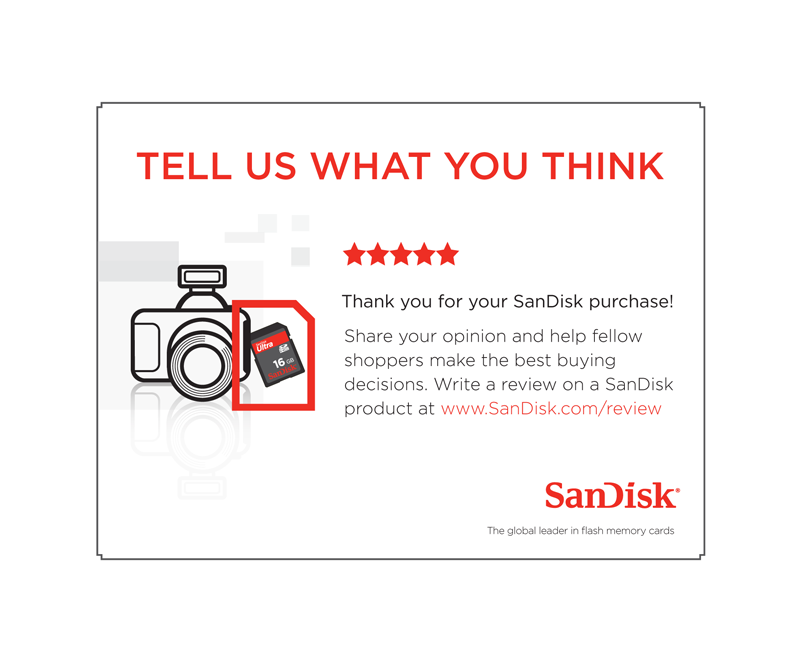 TELL US WHAT YOU THINK
Thank you for your SanDisk purchase!
Share your opinion and help fellow
shoppers make the best buying
decisions. Write a review on a SanDisk
product at www.SanDisk.com/review
Ultra
16 GB
SanDisk®
The global leader in flash memory cards